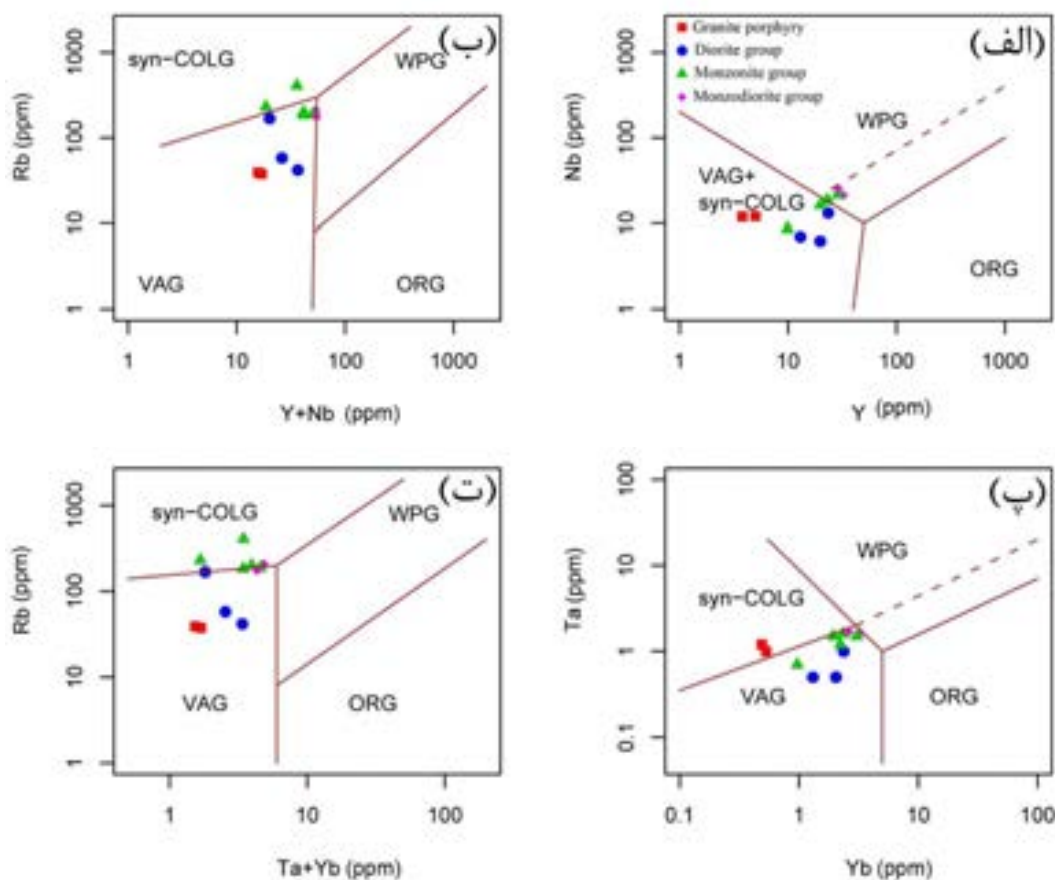 (ب)
syn-COLG
WPG
VAG
ORG
Rb (ppm)
1000
100
10
1
1 10 100 1000
Y+Nb (ppm)
(الف)
Granite porphyry
Diorite group
Monzonite group
Monzodiorite group
WPG
VAG+
syn-COLG
ORG
Nb (ppm)
1000
100
10
1
1 10 100 1000
Y (ppm)
(ت)
syn-COLG
WPG
VAG
ORG
Rb (ppm)
1000
100
10
1
1 10 100
Ta+Yb (ppm)
(پ)
WPG
syn-COLG
VAG
ORG
Ta (ppm)
100
10
1
0.1
0.1 1 10 100
Yb (ppm)